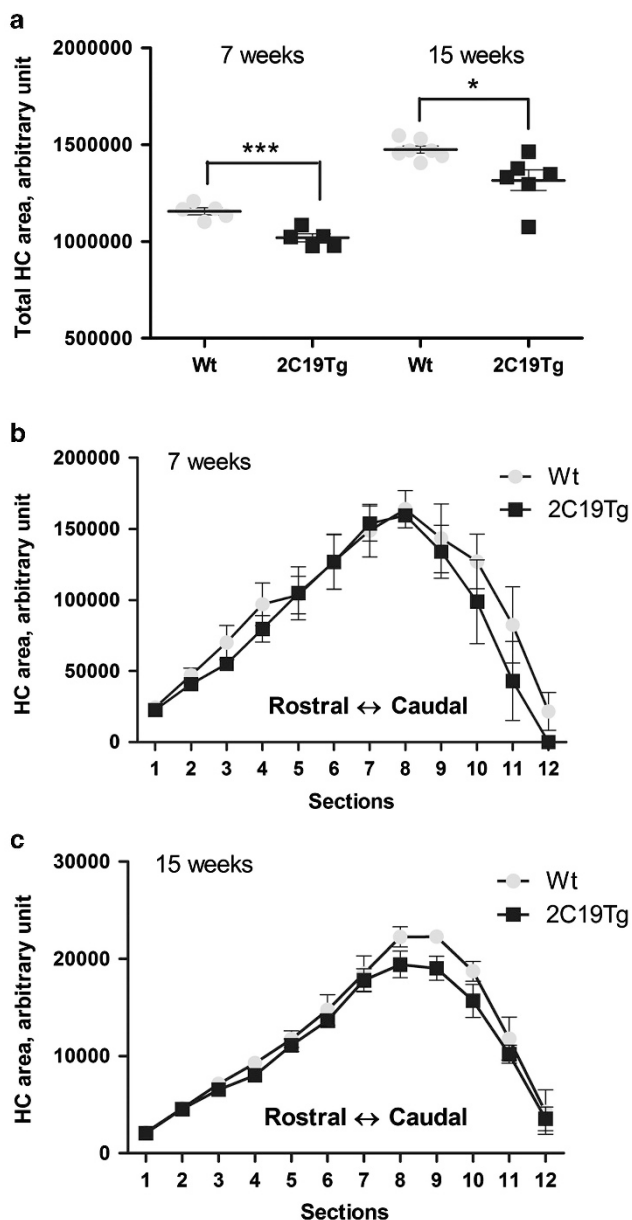 a
2000000
7 weeks
15 weeks
*
1500000
***
1000000
500000
Total HC area, arbitrary unit
Wt
2C19Tg
Wt
2C19Tg
b
200000
7 weeks
Wt
2C19Tg
150000
100000
50000
0
HC area, arbitrary unit
Rostral ↔ Caudal
1 2 3 4 5 6 7 8 9 10 11 12
Sections
c
30000
15 weeks
Wt
2C19Tg
20000
10000
0
HC area, arbitrary unit
Rostral ↔ Caudal
1 2 3 4 5 6 7 8 9 10 11 12
Sections